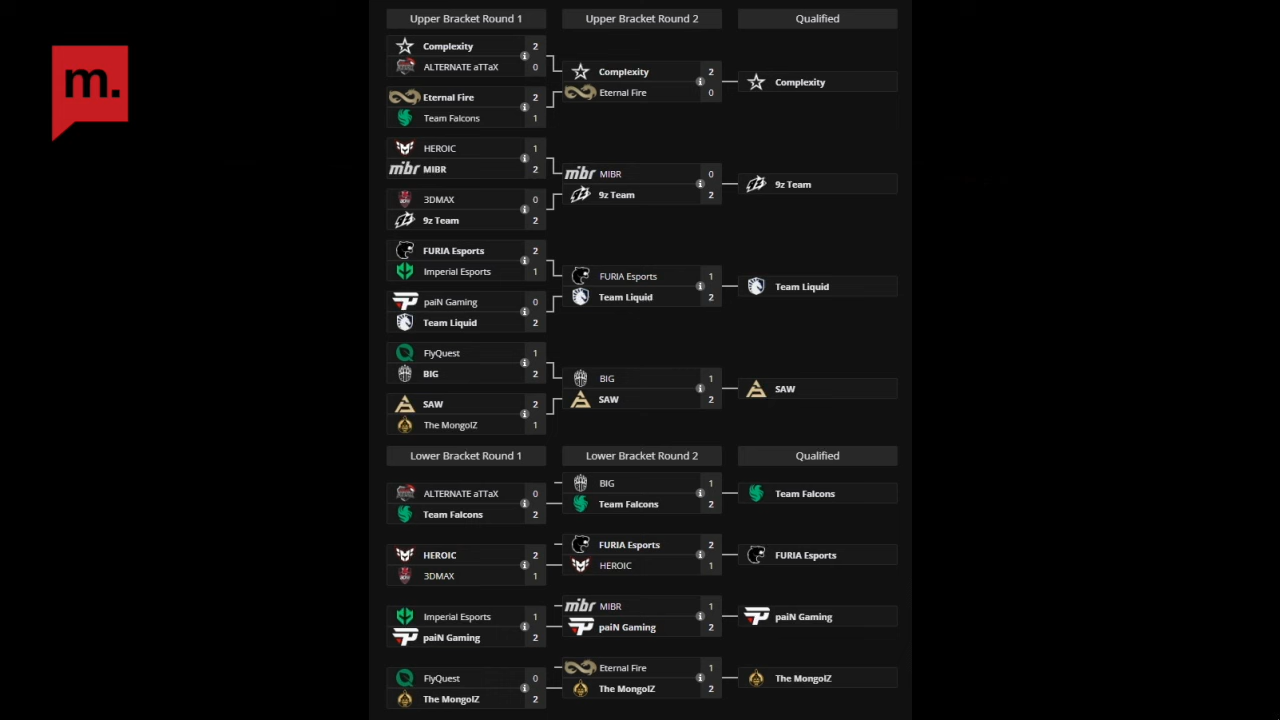 m.
Upper Bracket Round 1
Upper Bracket Round 2
Qualified
Complexity 2
ALTERNATE aTTaX 0
Eternal Fire 2
Team Falcons 1
Complexity 2
Eternal Fire 0
Complexity
HEROIC 1
mibr MIBR 2
3DMAX 0
9z Team 2
mibr MIBR 0
9z Team 2
9z Team
FURIA Esports 2
Imperial Esports 1
paiN Gaming 0
Team Liquid 2
FURIA Esports 1
Team Liquid 2
Team Liquid
FlyQuest 1
BIG 2
SAW 2
The MongolZ 1
BIG 1
SAW 2
SAW
Lower Bracket Round 1
Lower Bracket Round 2
Qualified
ALTERNATE aTTaX 0
Team Falcons 2
BIG 1
Team Falcons 2
Team Falcons
HEROIC 2
3DMAX 1
FURIA Esports 2
HEROIC 1
FURIA Esports
Imperial Esports 1
paiN Gaming 2
mibr MIBR 1
paiN Gaming 2
paiN Gaming
FlyQuest 0
The MongolZ 2
Eternal Fire 1
The MongolZ 2
The MongolZ